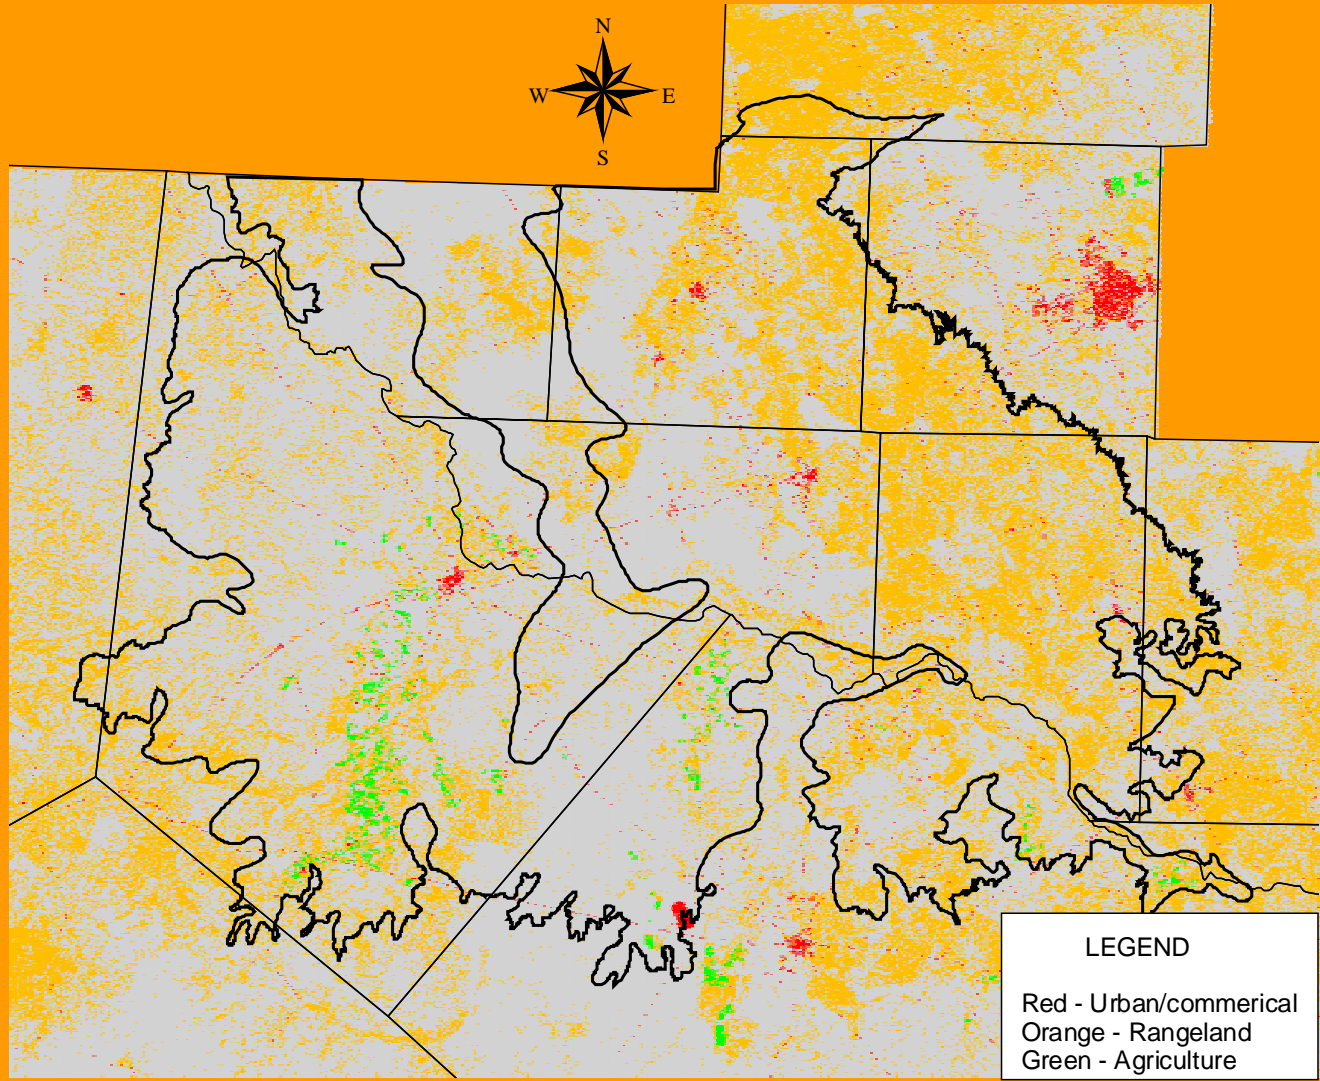 N
W E
S
LEGEND
Red - Urban/commerical
Orange - Rangeland
Green - Agriculture